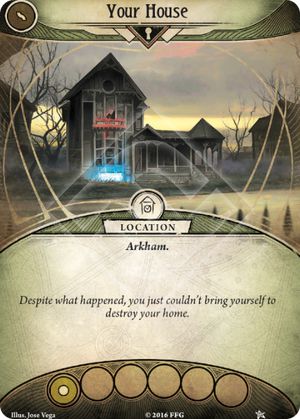 Your House
LOCATION
Arkham.
Despite what happened, you just couldn't bring yourself to
destroy your home.
Illus. Jose Vega
© 2016 FFG